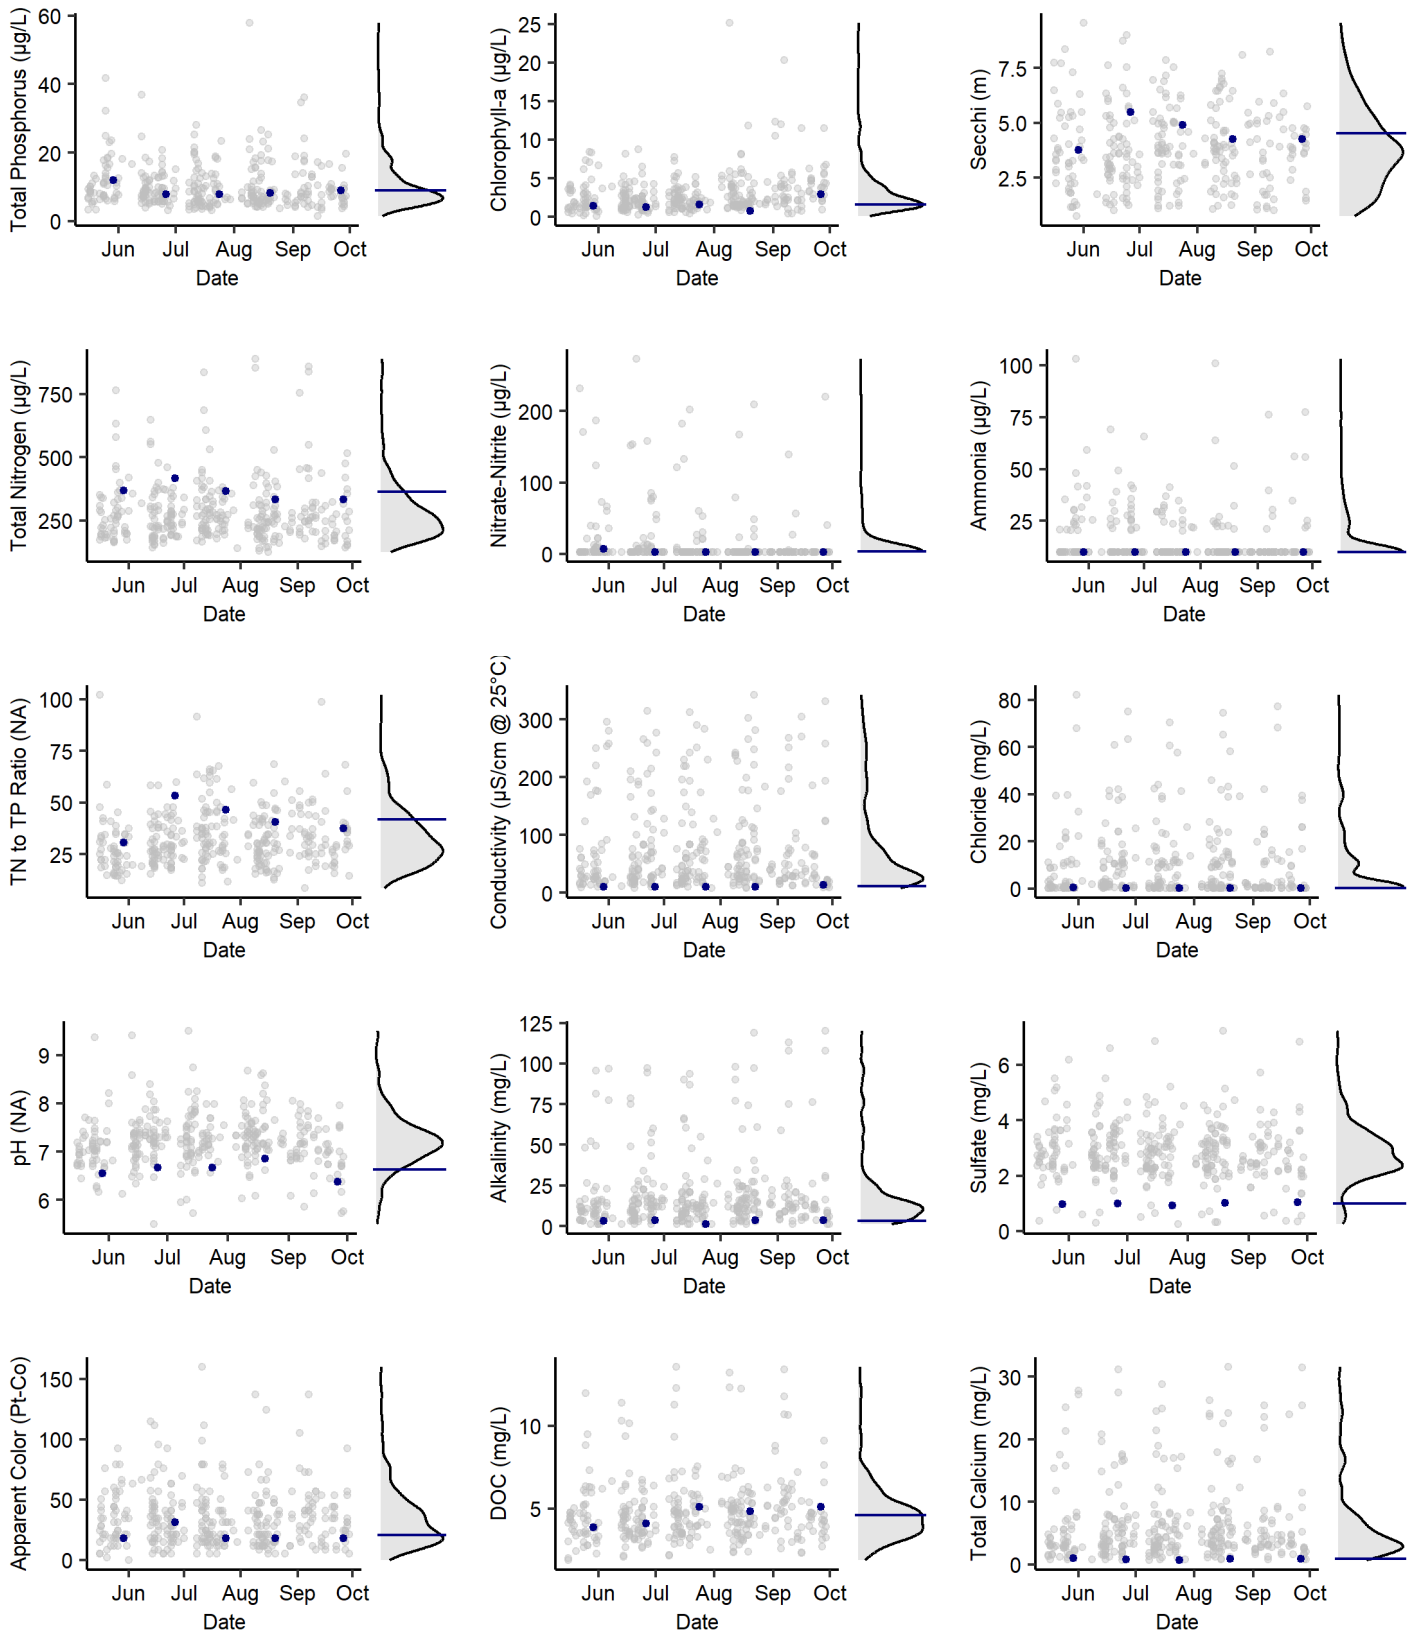 Total Phosphorus (µg/L)
60
40
20
0
Jun Jul Aug Sep Oct
Date
Chlorophyll-a (µg/L)
25
20
15
10
5
0
Jun Jul Aug Sep Oct
Date
Secchi (m)
7.5
5.0
2.5
Jun Jul Aug Sep Oct
Date
Total Nitrogen (µg/L)
750
500
250
Jun Jul Aug Sep Oct
Date
Nitrate-Nitrite (µg/L)
200
100
0
Jun Jul Aug Sep Oct
Date
Ammonia (µg/L)
100
75
50
25
Jun Jul Aug Sep Oct
Date
TN to TP Ratio (NA)
100
75
50
25
Jun Jul Aug Sep Oct
Date
Conductivity (µS/cm @ 25°C)
300
200
100
0
Jun Jul Aug Sep Oct
Date
Chloride (mg/L)
80
60
40
20
0
Jun Jul Aug Sep Oct
Date
pH (NA)
9
8
7
6
Jun Jul Aug Sep Oct
Date
Alkalinity (mg/L)
125
100
75
50
25
0
Jun Jul Aug Sep Oct
Date
Sulfate (mg/L)
6
4
2
0
Jun Jul Aug Sep Oct
Date
Apparent Color (Pt-Co)
150
100
50
0
Jun Jul Aug Sep Oct
Date
DOC (mg/L)
10
5
Jun Jul Aug Sep Oct
Date
Total Calcium (mg/L)
30
20
10
0
Jun Jul Aug Sep Oct
Date